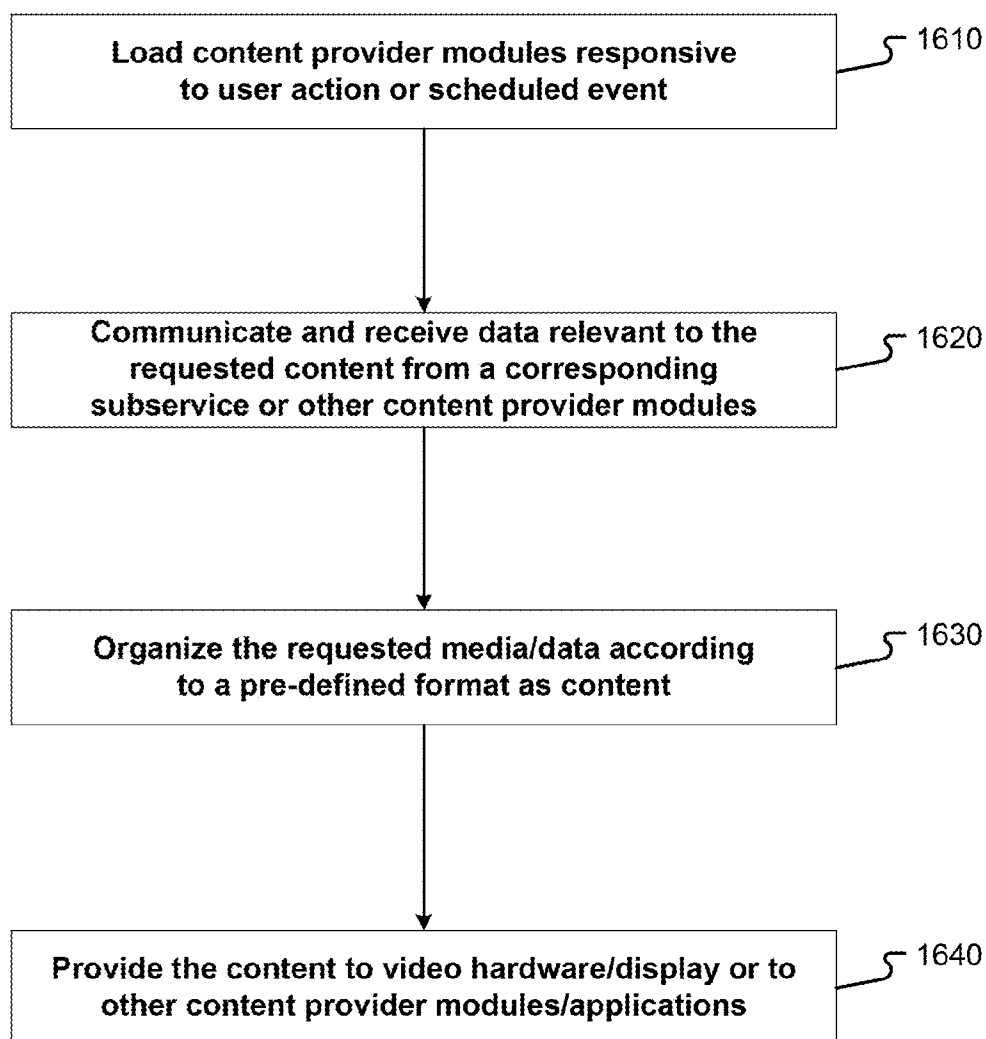 Load content provider modules responsive
to user action or scheduled event
1610
Communicate and receive data relevant to the
requested content from a corresponding
subservice or other content provider modules
1620
Organize the requested media/data according
to a pre-defined format as content
1630
Provide the content to video hardware/display or to
other content provider modules/applications
1640